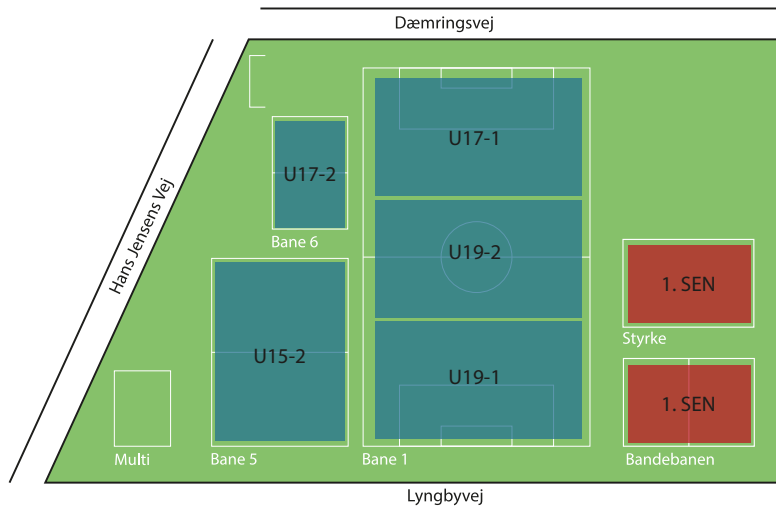 Dæmringsvej
Hans Jensens Vej
U17-1
U17-2
Bane 6
U19-2
1. SEN
Styrke
U15-2
U19-1
1. SEN
Multi
Bane 5
Bane 1
Bandebanen
Lyngbyvej